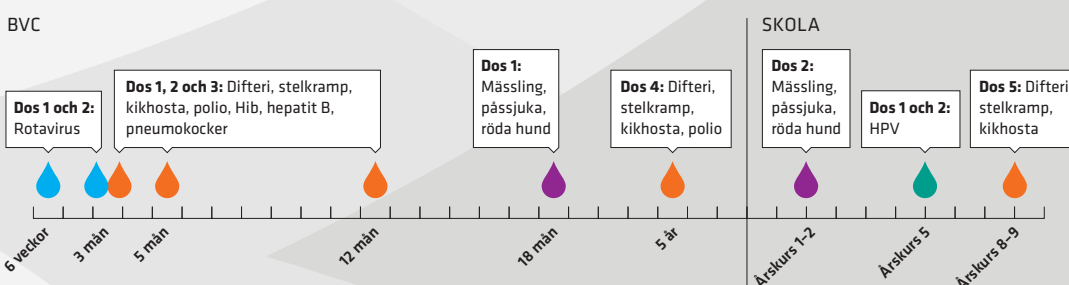 BVC
SKOLA
Dos 1 och 2:
Rotavirus
Dos 1, 2 och 3: Difteri, stelkramp,
kikhosta, polio, Hib, hepatit B,
pneumokocker
Dos 1:
Mässling,
påssjuka,
röda hund
Dos 4: Difteri,
stelkramp,
kikhosta, polio
Dos 2:
Mässling,
påssjuka,
röda hund
Dos 1 och 2:
HPV
Dos 5: Difteri
stelkramp,
kikhosta
6 veckor
3 mån
5 mån
12 mån
18 mån
5 år
Årskurs 1–2
Årskurs 5
Årskurs 8–9